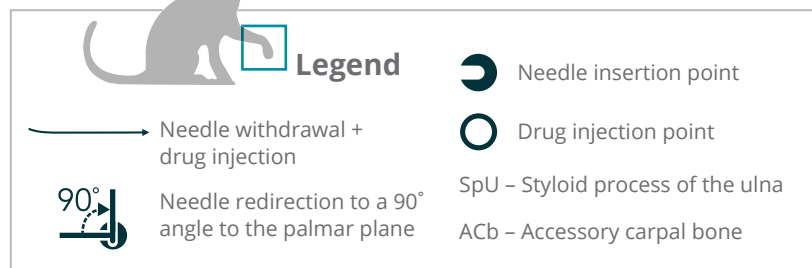 Legend
Needle withdrawal +
drug injection
90°
Needle redirection to a 90˚
angle to the palmar plane
Needle insertion point
Drug injection point
SpU – Styloid process of the ulna
ACb – Accessory carpal bone